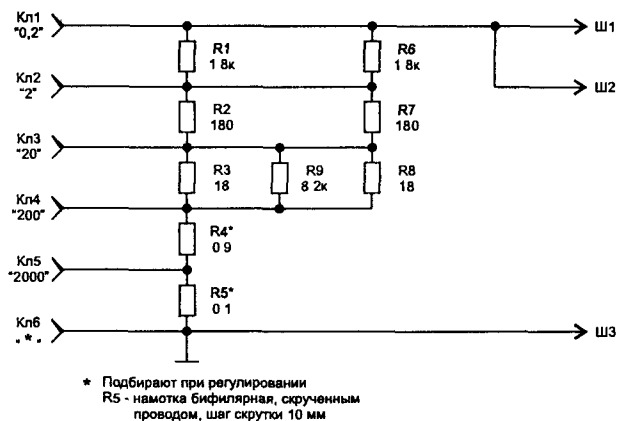 Кл1
"0,2"
Ш1
R1
1 8к
R6
1 8к
Кл2
"2"
Ш2
R2
180
R7
180
Кл3
"20"
R3
18
R9
8 2к
R8
18
Кл4
"200"
R4*
0 9
Кл5
"2000"
R5*
0 1
Кл6
"*"
Ш3
* Подбирают при регулировании
R5 - намотка бифилярная, скрученным
проводом, шаг скрутки 10 мм